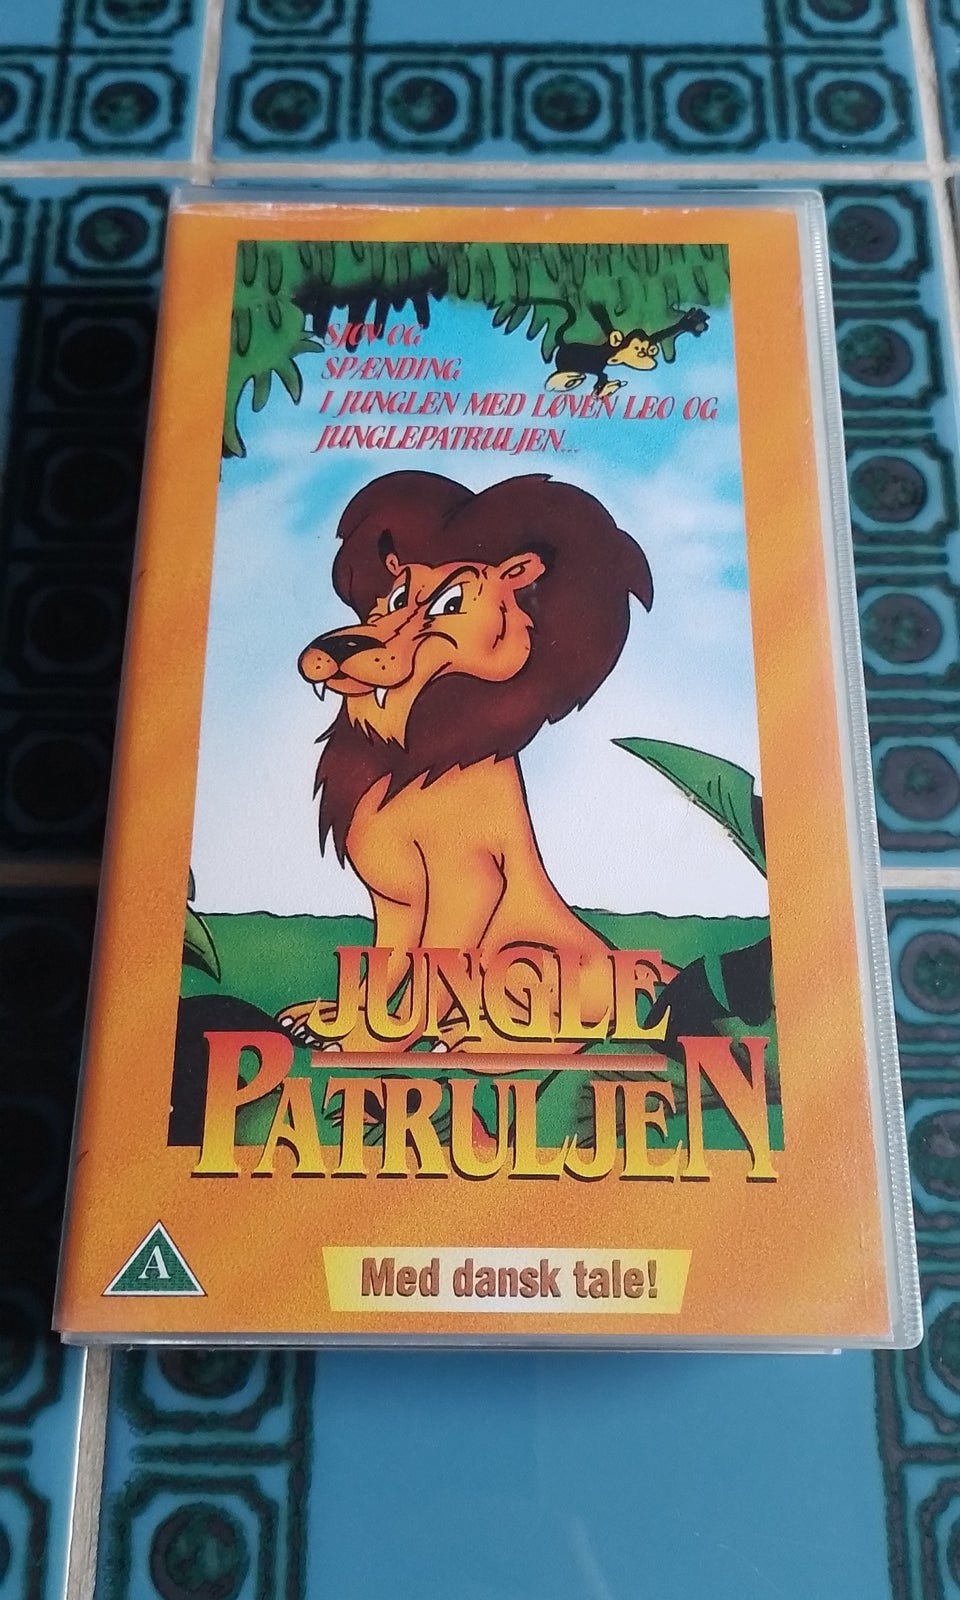 SJOV OG
SPÆNDING
I JUNGLEN MED LØVEN LEO OG
JUNGLEPATRULJEN...
JUNGLE
PATRULJEN
A
Med dansk tale!